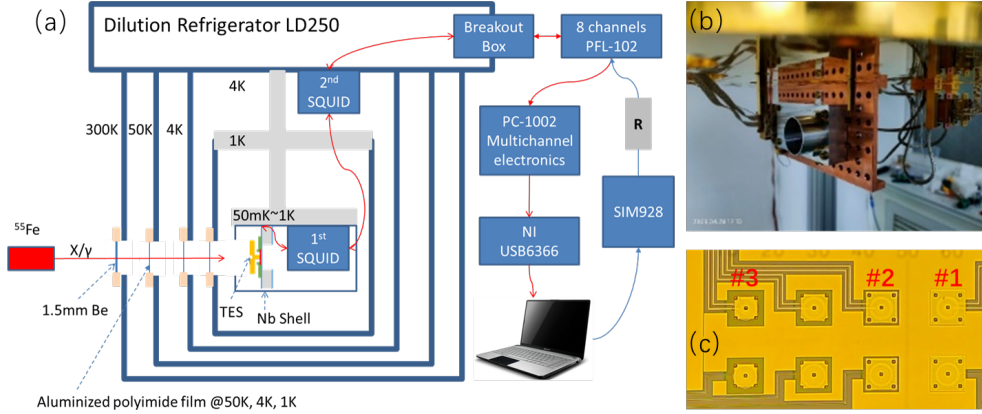 (a)
Dilution Refrigerator LD250
Breakout
Box
8 channels
PFL-102
4K
2nd
SQUID
300K
50K
4K
1K
PC-1002
Multichannel
electronics
R
50mK~1K
1st
SQUID
SIM928
NI
USB6366
55Fe
X/γ
1.5mm Be
TES
Nb Shell
Aluminized polyimide film @50K, 4K, 1K
(b)
(c)
#3
#2
#1